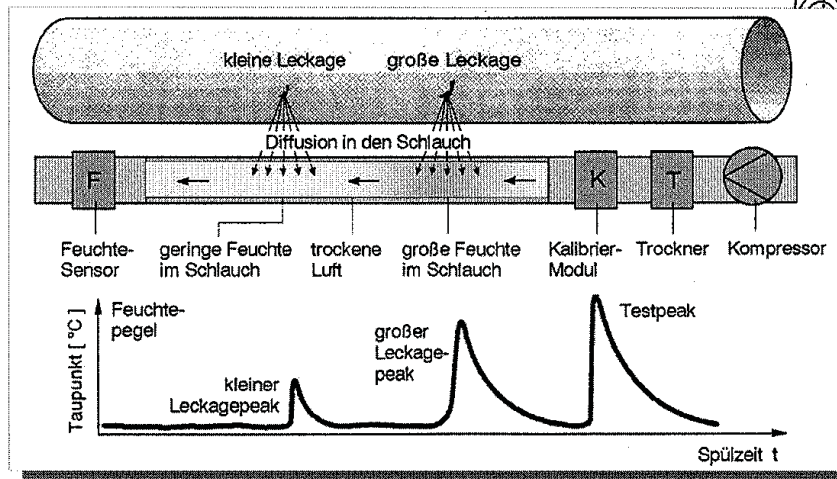 kleine Leckage
große Leckage
Diffusion in den Schlauch
F
K
T
Feuchte-
Sensor
geringe Feuchte
im Schlauch
trockene
Luft
große Feuchte
im Schlauch
Kalibrier-
Modul
Trockner
Kompressor
Taupunkt [ °C ]
Feuchte-
pegel
kleiner
Leckagepeak
großer
Leckage-
peak
Testpeak
Spülzeit t